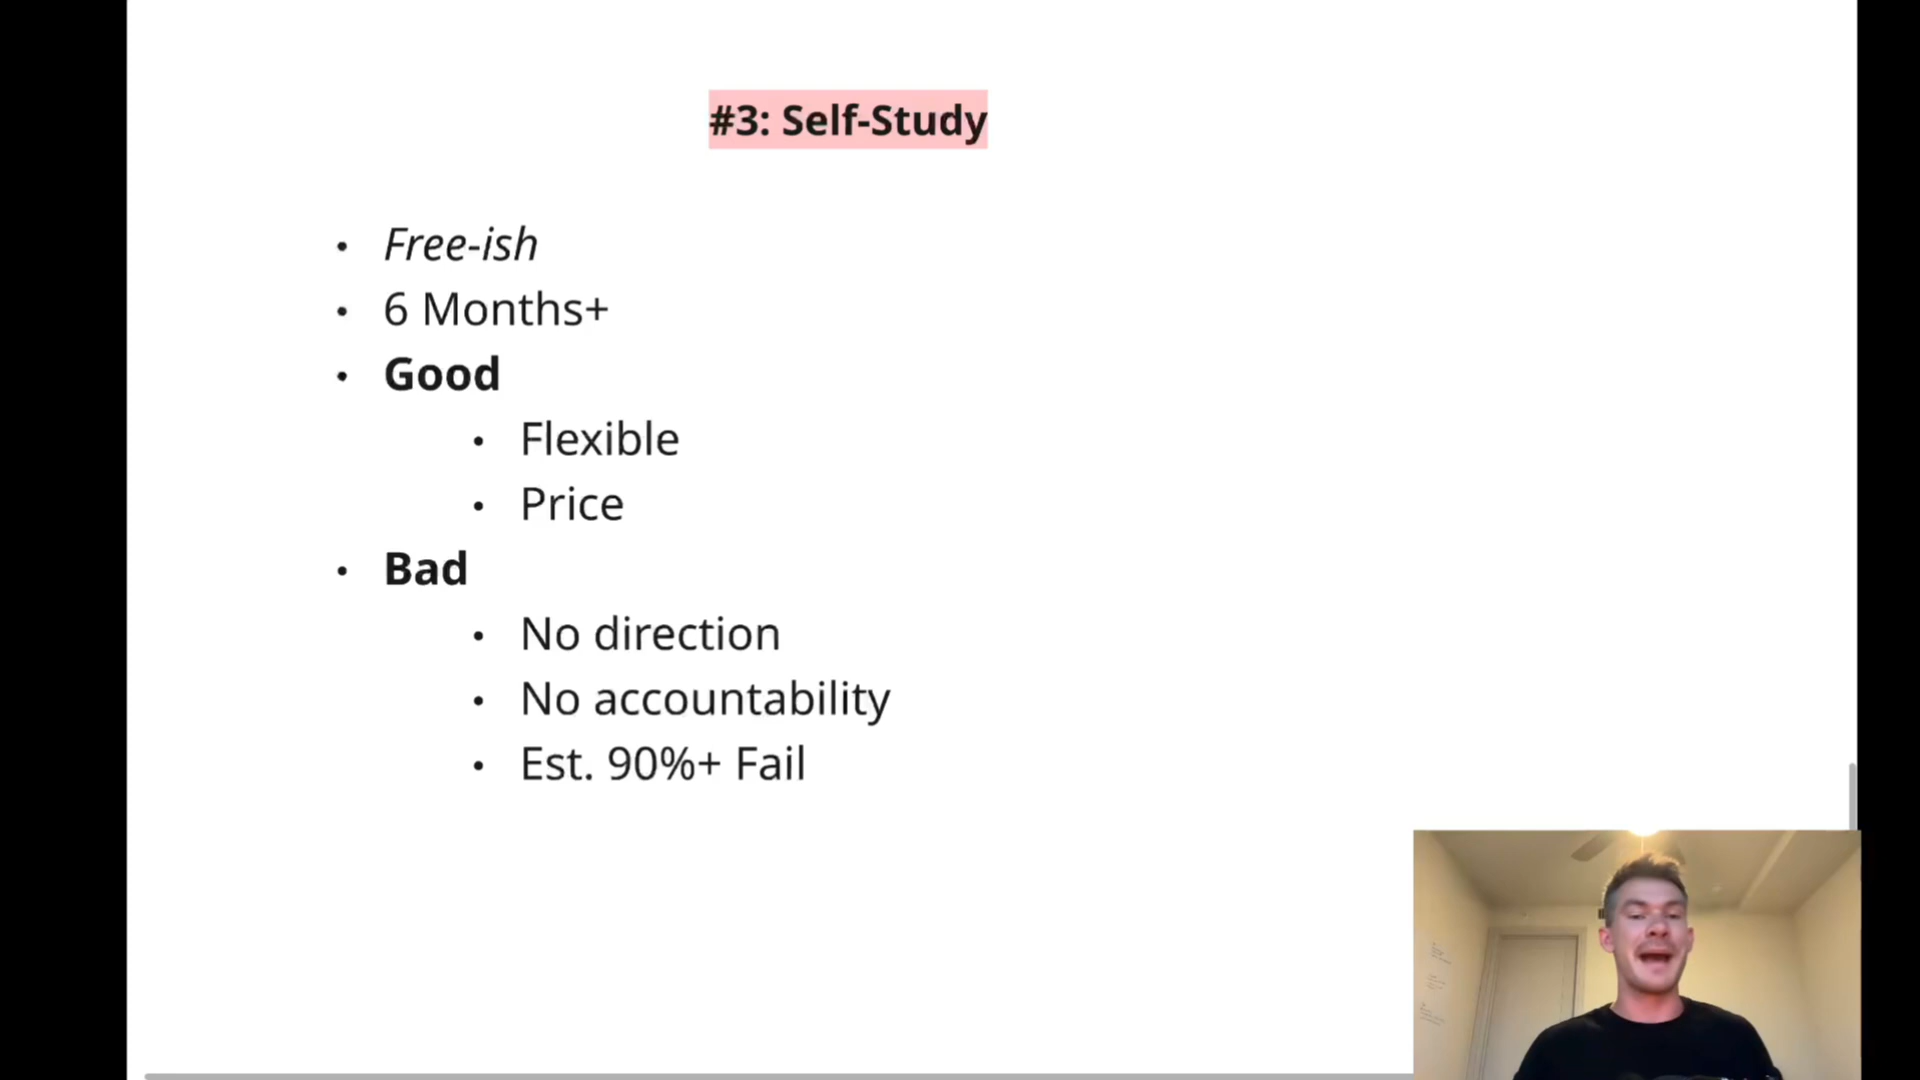 #3: Self-Study
• Free-ish
• 6 Months+
• Good
• Flexible
• Price
• Bad
• No direction
• No accountability
• Est. 90%+ Fail